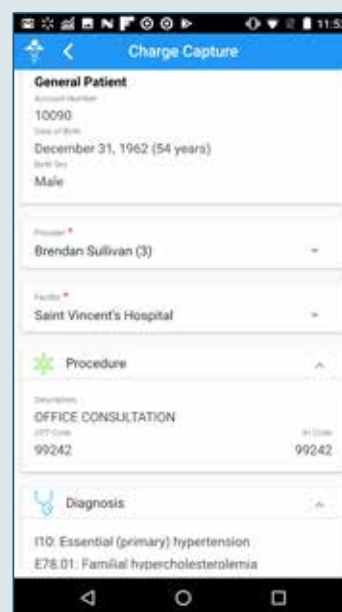 11:5
Charge Capture
General Patient
Account Number
10090
Date of Birth
December 31, 1962 (54 years)
Birth Sex
Male
Provider *
Brendan Sullivan (3)
Facility *
Saint Vincent's Hospital
Procedure
Description
OFFICE CONSULTATION
CPT Code
99242
99242
Diagnosis
I10: Essential (primary) hypertension
E78.01: Familial hypercholesterolemia